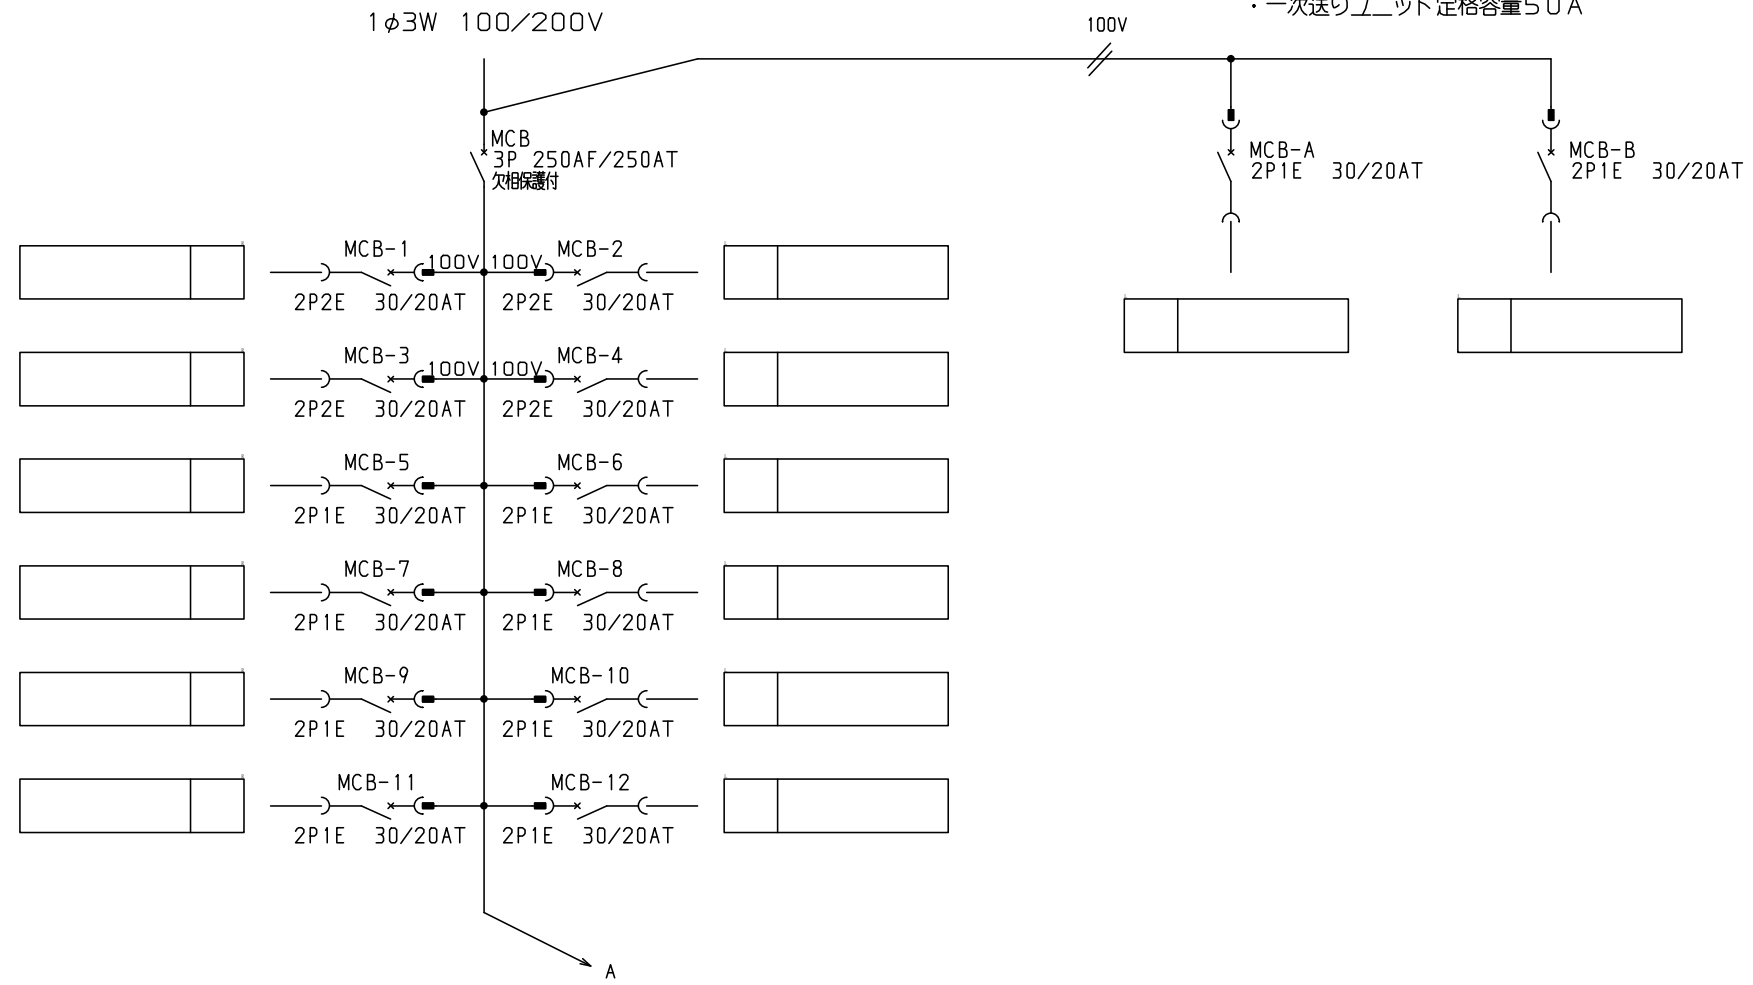 ・一次送りユニット定格容量50A
1φ3W 100/200V
100V
MCB
3P 250AF/250AT
欠相保護付
MCB-A
2P1E 30/20AT
MCB-B
2P1E 30/20AT
MCB-1 100V 100V MCB-2
2P2E 30/20AT 2P2E 30/20AT
MCB-3 100V 100V MCB-4
2P2E 30/20AT 2P2E 30/20AT
MCB-5 MCB-6
2P1E 30/20AT 2P1E 30/20AT
MCB-7 MCB-8
2P1E 30/20AT 2P1E 30/20AT
MCB-9 MCB-10
2P1E 30/20AT 2P1E 30/20AT
MCB-11 MCB-12
2P1E 30/20AT 2P1E 30/20AT
A